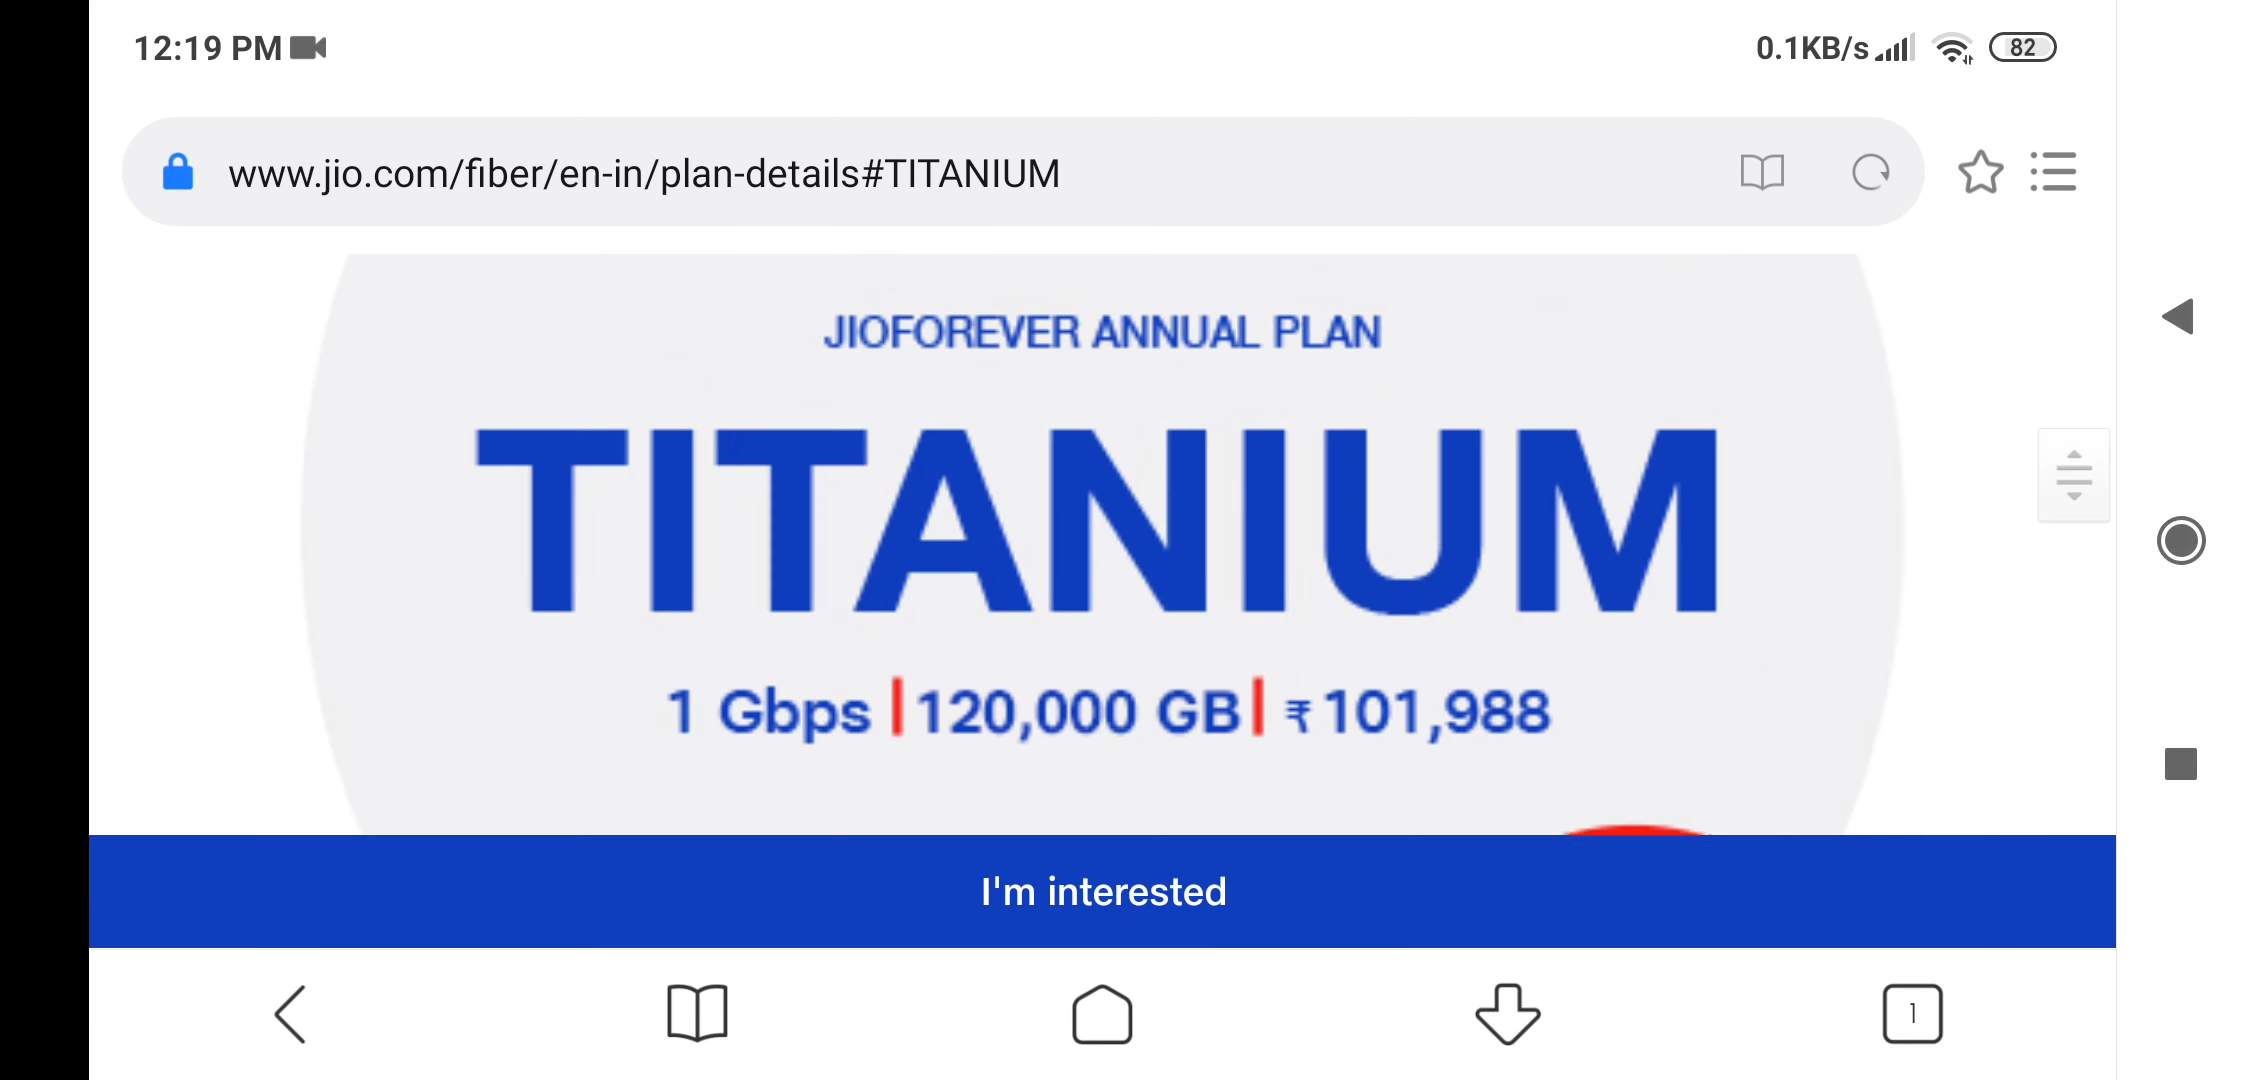 12:19 PM 0.1KB/s 82
www.jio.com/fiber/en-in/plan-details#TITANIUM
JIOFOREVER ANNUAL PLAN
TITANIUM
1 Gbps | 120,000 GB | ₹ 101,988
I'm interested
1